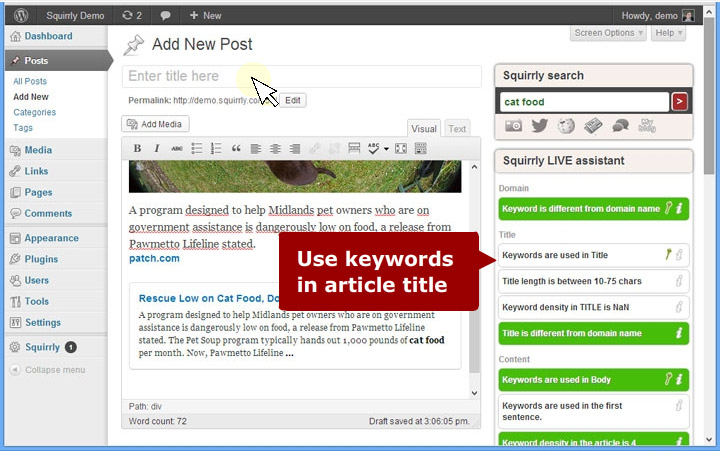 Squirrly Demo 2 + New Howdy, demo
Dashboard
Posts
All Posts
Add New
Categories
Tags
Media
Links
Pages
Comments
Appearance
Plugins
Users
Tools
Settings
Squirrly 1
Collapse menu
Screen Options Help
Add New Post
Enter title here
Permalink: http://demo.squirrly.co Edit
Add Media
Visual Text
B I ABC ABC
A program designed to help Midlands pet owners who are on
government assistance is dangerously low on food, a release from
Pawmetto Lifeline stated.
patch.com
Rescue Low on Cat Food, Do
A program designed to help Midlands pet owners who are on government
assistance is dangerously low on food, a release from Pawmetto Lifeline
stated. The Pet Soup program typically hands out 1,000 pounds of cat food
per month. Now, Pawmetto Lifeline ...
Path: div
Word count: 72 Draft saved at 3:06:05 pm.
Use keywords
in article title
Squirrly search
cat food >
Squirrly LIVE assistant
Domain
Keyword is different from domain name
Title
Keywords are used in Title
Title length is between 10-75 chars
Keyword density in TITLE is NaN
Title is different from domain name
Content
Keywords are used in Body
Keywords are used in the first
sentence.
Keyword density in the article is 4